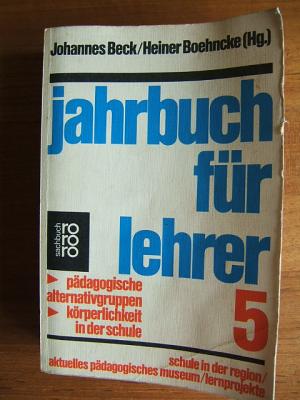 Johannes Beck/Heiner Boehncke (Hg.)
jahrbuch
für
lehrer
5
sachbuch
rororo
pädagogische
alternativgruppen
körperlichkeit
in der schule
schule in der region/
aktuelles pädagogisches museum/lernprojekte